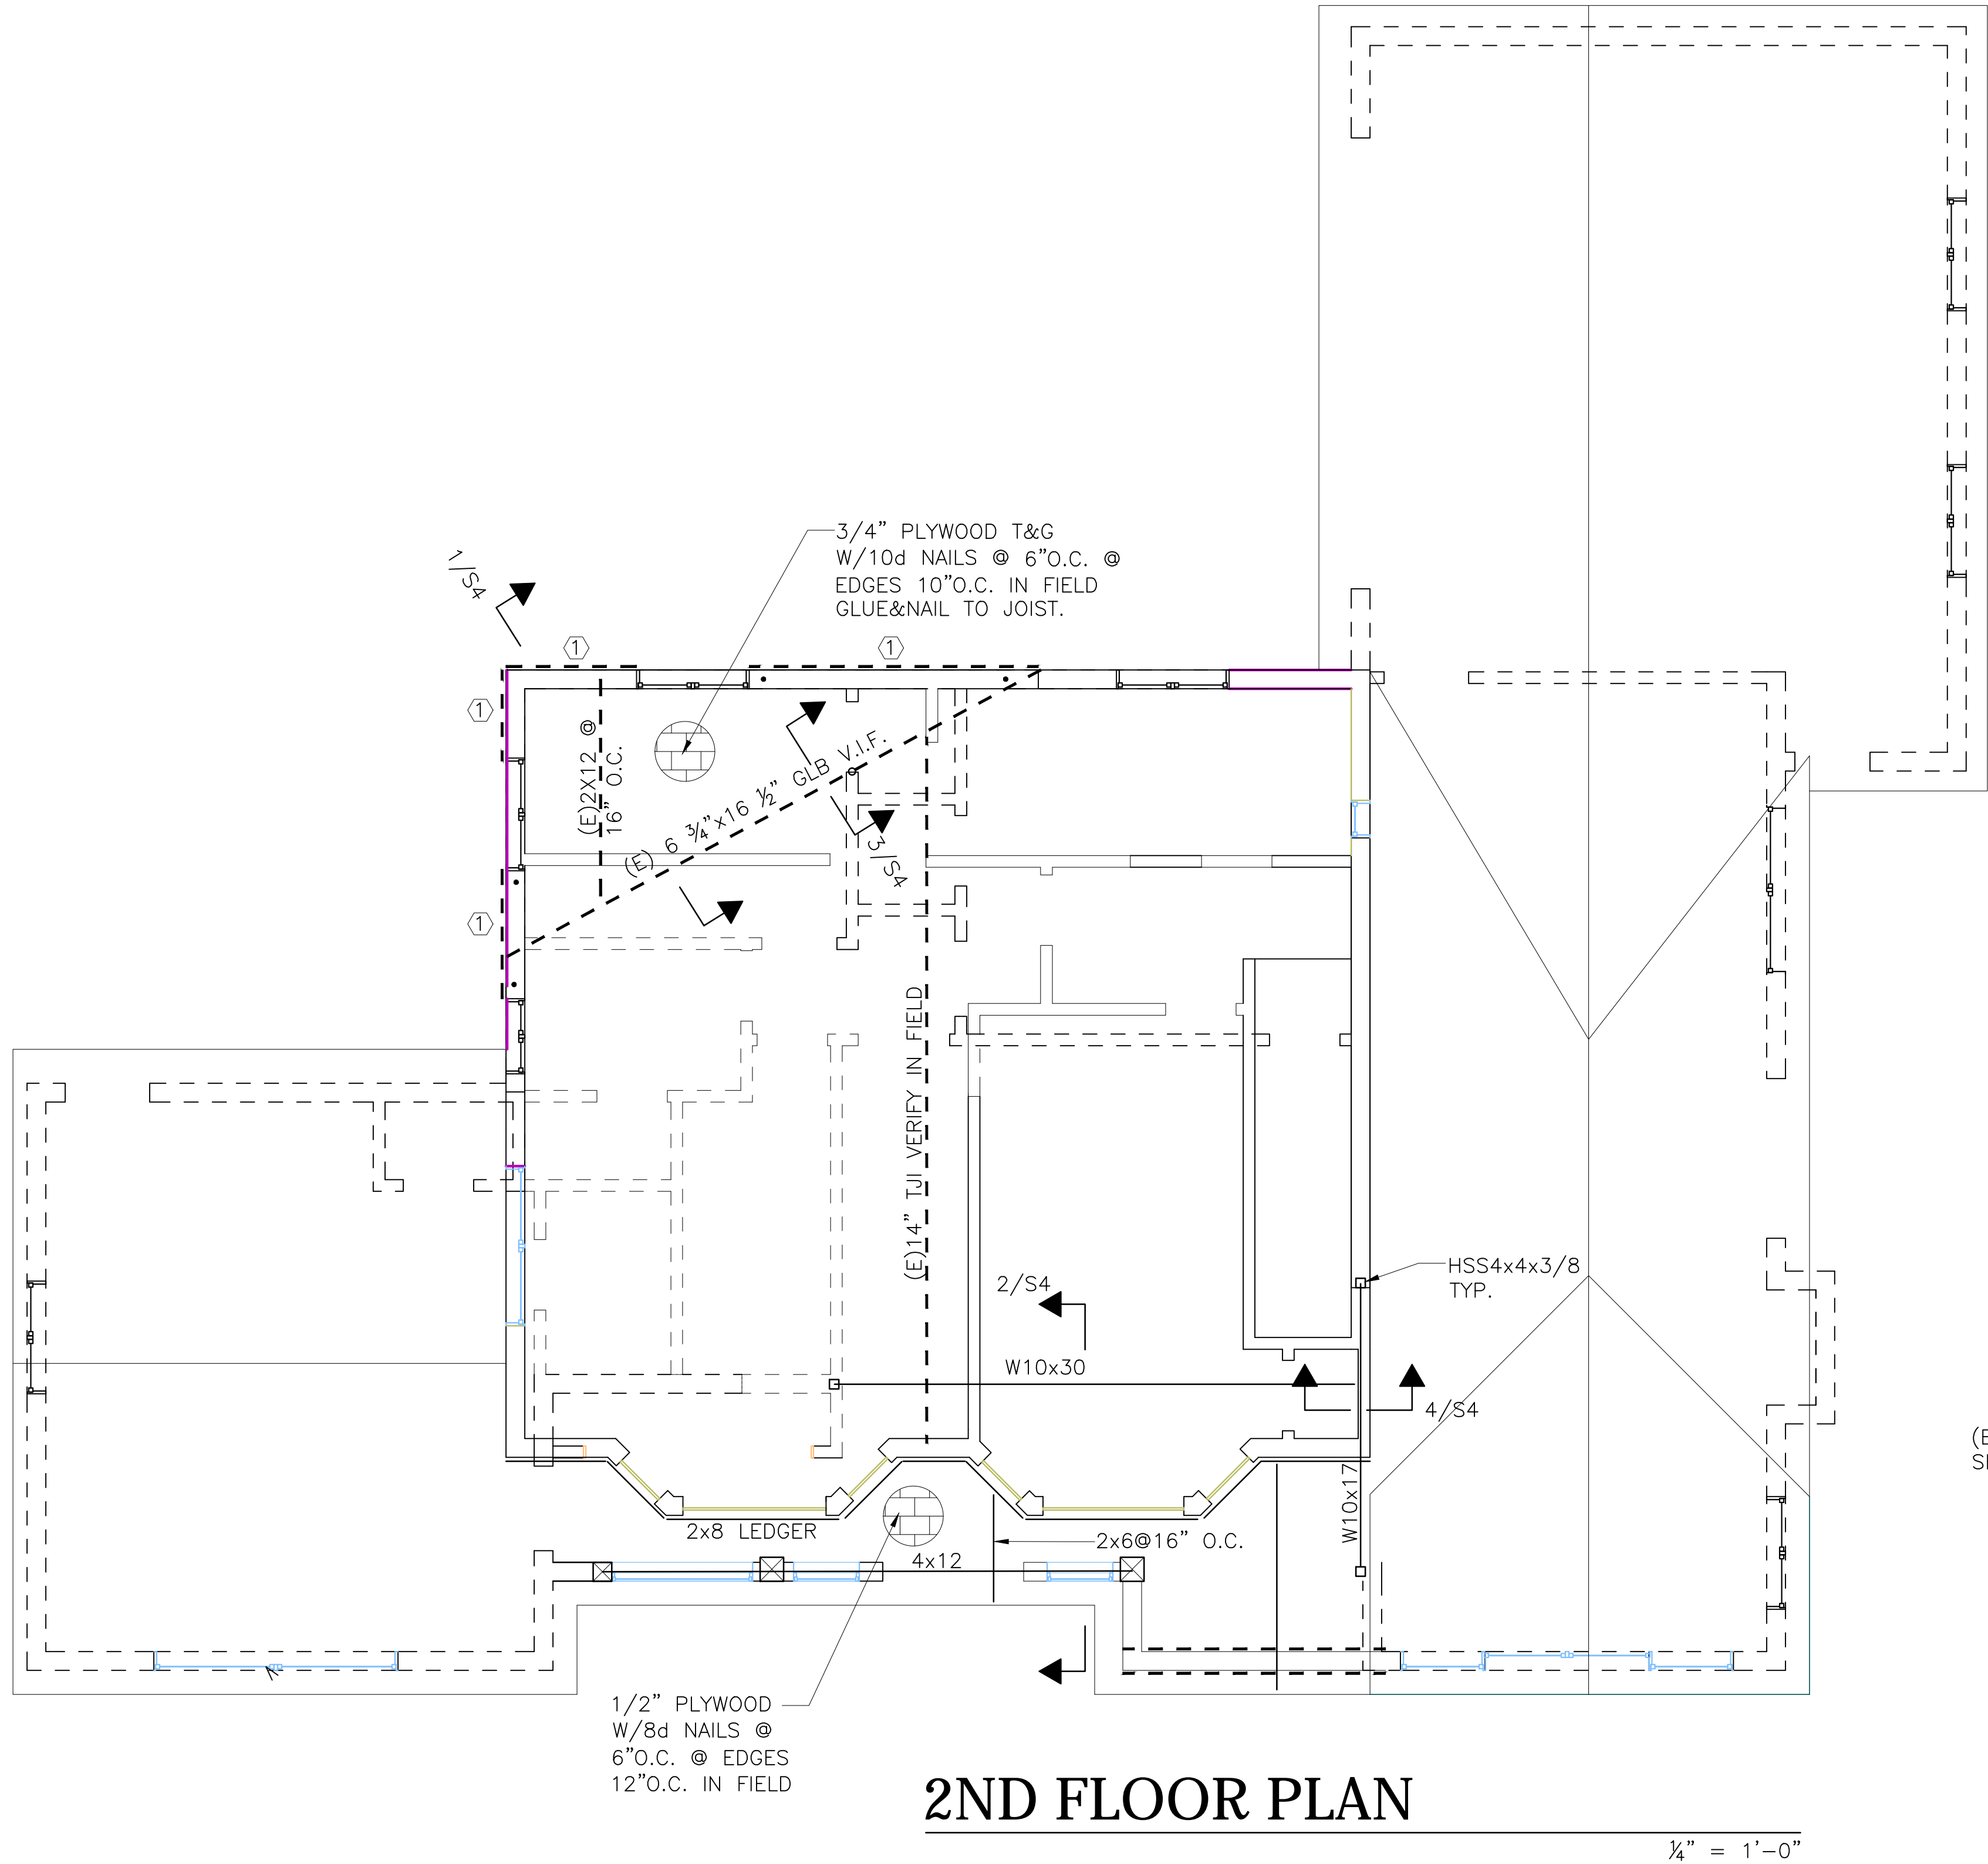 3/4” PLYWOOD T&G
W/10d NAILS @ 6”O.C. @
EDGES 10”O.C. IN FIELD
GLUE&NAIL TO JOIST.
1/S4
1
1
1
1
(E)2X12 @
16” O.C.
(E) 6 ¾”x16 ½” GLB V.I.F.
3/S4
(E)14” TJI VERIFY IN FIELD
2/S4
HSS4x4x3/8
TYP.
W10x30
4/S4
W10x17
2x8 LEDGER
2x6@16” O.C.
4x12
1/2” PLYWOOD
W/8d NAILS @
6”O.C. @ EDGES
12”O.C. IN FIELD
2ND FLOOR PLAN
¼” = 1’-0”